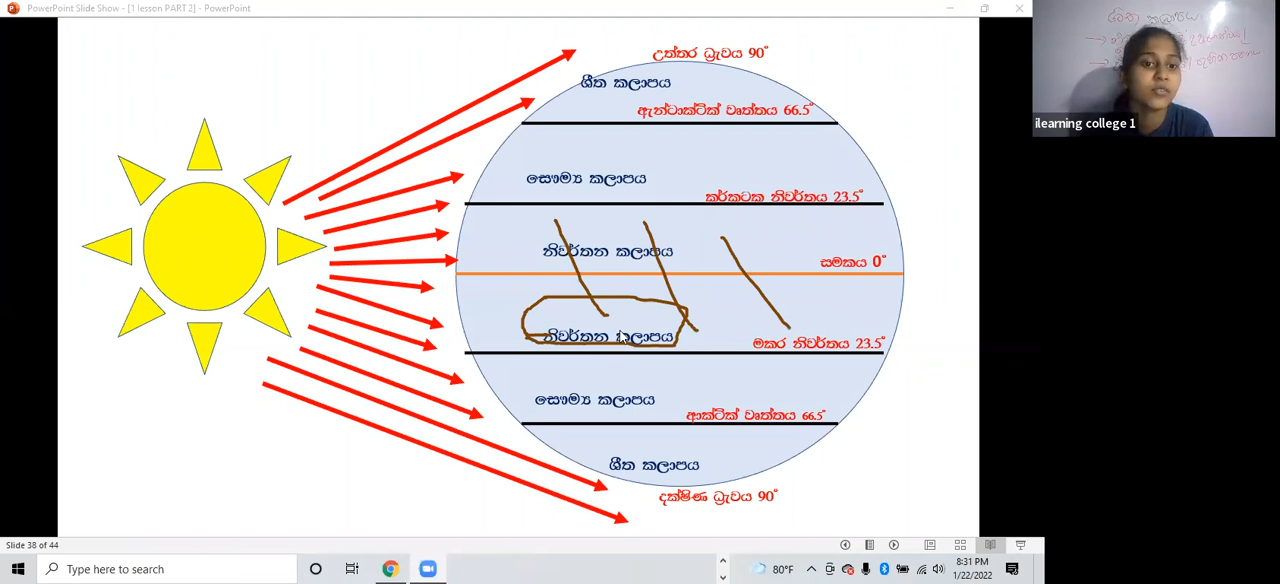 PowerPoint Slide Show - [1 lesson PART 2] - PowerPoint
උත්තර ධ්‍රැවය 90°
ශීත කලාපය
ඇන්ටාක්ටික් වෘත්තය 66.5°
සෞම්‍ය කලාපය
කර්කටක නිවර්තය 23.5°
නිවර්තන කලාපය
සමකය 0°
නිවර්තන කලාපය
මකර නිවර්තය 23.5°
සෞම්‍ය කලාපය
ආක්ටික් වෘත්තය 66.5°
ශීත කලාපය
දක්ෂිණ ධ්‍රැවය 90°
ශීත කලාපය
ilearning college 1
Slide 38 of 44
Type here to search
80°F
8:31 PM
1/22/2022